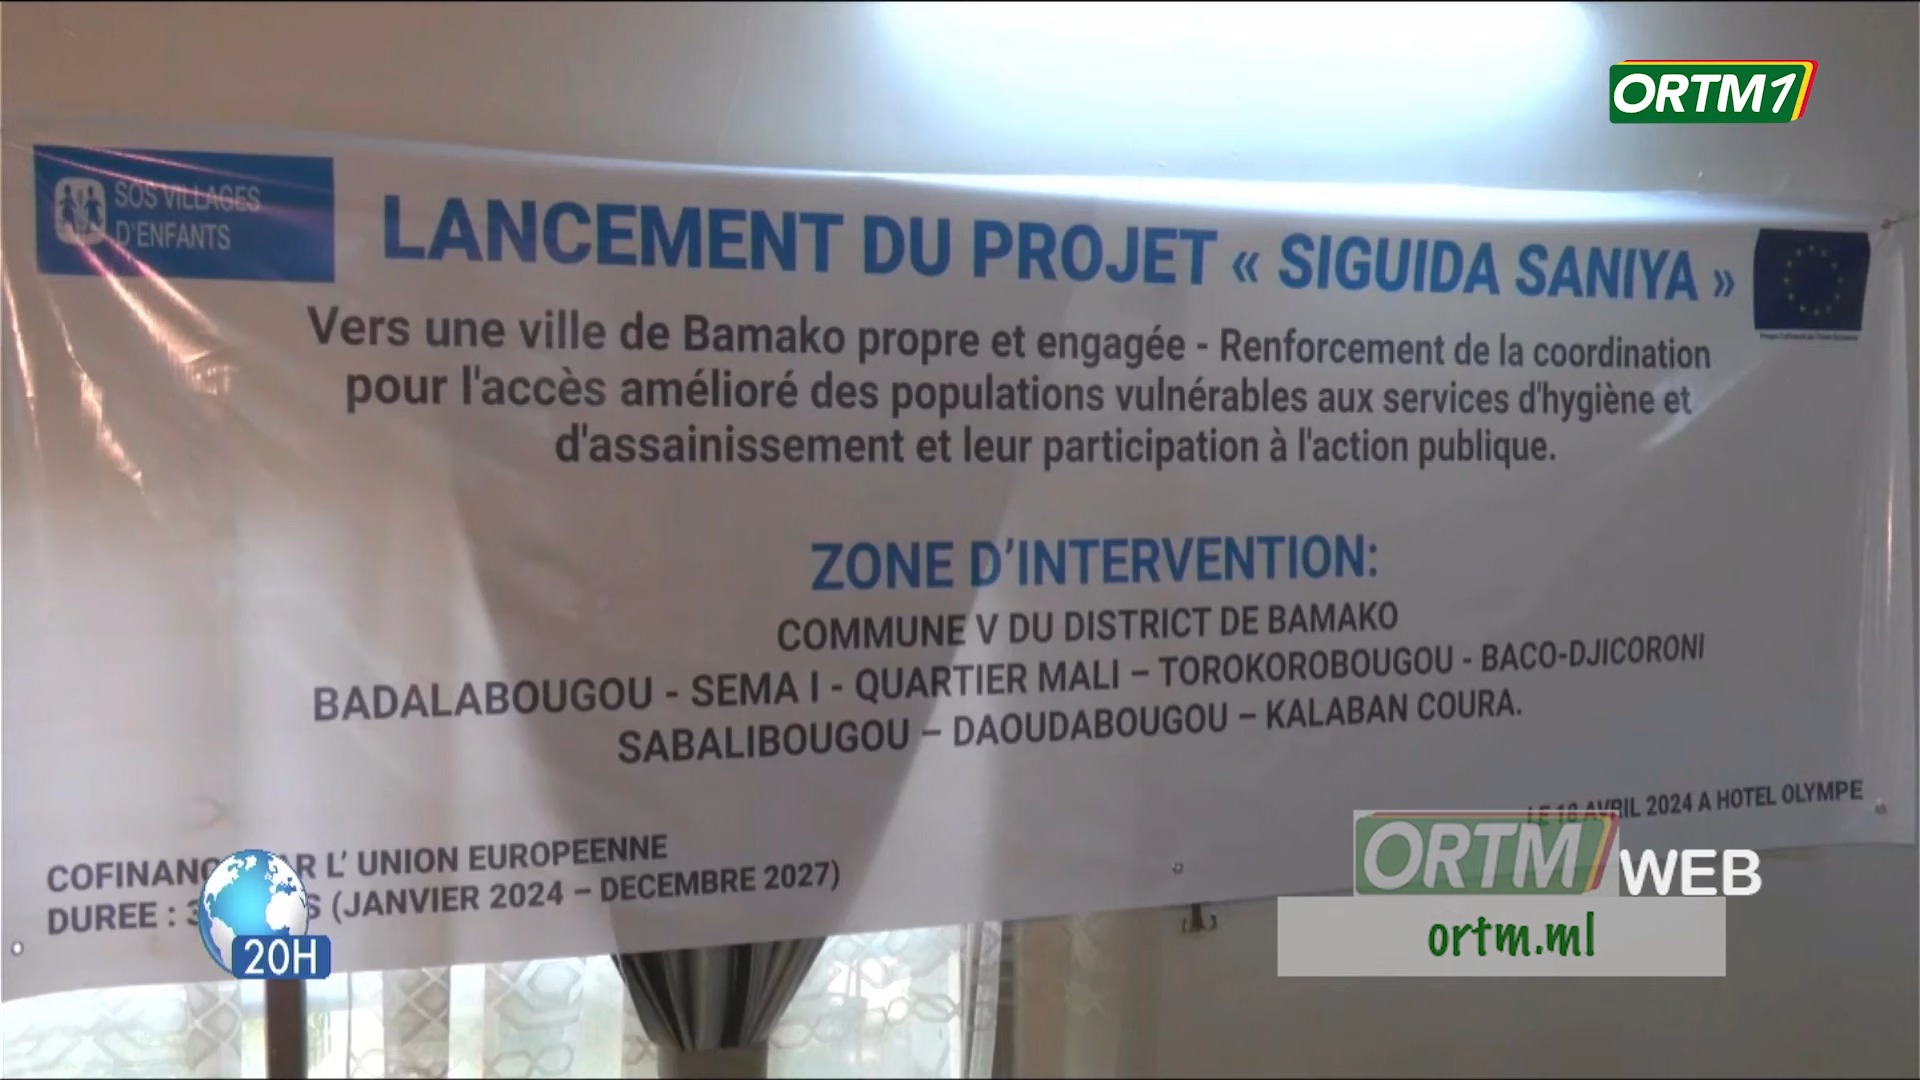 ORTM1
SOS VILLAGES
D'ENFANTS
LANCEMENT DU PROJET « SIGUIDA SANIYA »
Vers une ville de Bamako propre et engagée - Renforcement de la coordination
pour l'accès amélioré des populations vulnérables aux services d'hygiène et
d'assainissement et leur participation à l'action publique.
ZONE D'INTERVENTION:
COMMUNE V DU DISTRICT DE BAMAKO
BADALABOUGOU - SEMA I - QUARTIER MALI – TOROKOROBOUGOU - BACO-DJICORONI
SABALIBOUGOU – DAOUDABOUGOU – KALABAN COURA.
LE 18 AVRIL 2024 A HOTEL OLYMPE
L' UNION EUROPEENNE
DUREE : (JANVIER 2024 – DECEMBRE 2027)
20H
ORTM WEB
ortm.ml